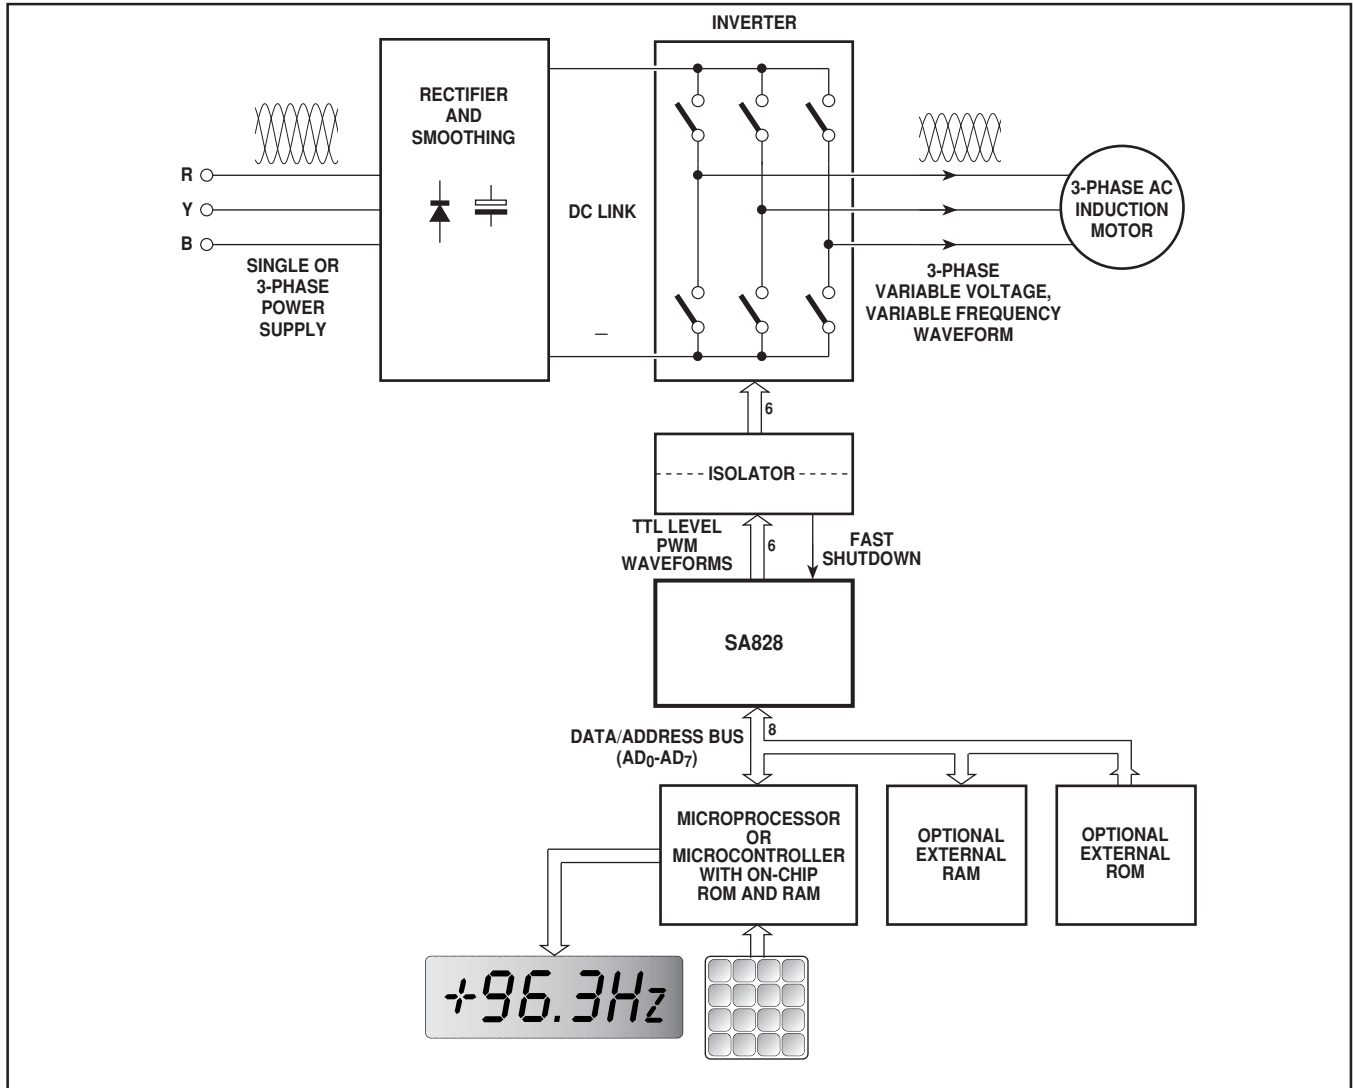 INVERTER
RECTIFIER
AND
SMOOTHING
R
Y
B
SINGLE OR
3-PHASE
POWER
SUPPLY
DC LINK
–
3-PHASE AC
INDUCTION
MOTOR
3-PHASE
VARIABLE VOLTAGE,
VARIABLE FREQUENCY
WAVEFORM
6
ISOLATOR
TTL LEVEL
PWM
WAVEFORMS
6
FAST
SHUTDOWN
SA828
DATA/ADDRESS BUS
(AD0-AD7)
8
MICROPROCESSOR
OR
MICROCONTROLLER
WITH ON-CHIP
ROM AND RAM
OPTIONAL
EXTERNAL
RAM
OPTIONAL
EXTERNAL
ROM
+96.3Hz